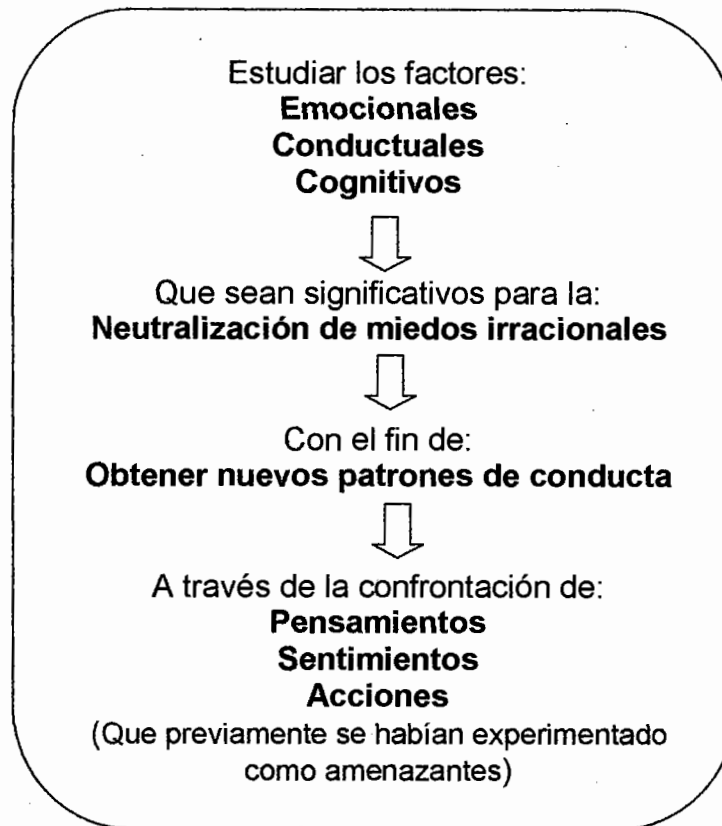 Estudiar los factores:
Emocionales
Conductuales
Cognitivos
Que sean significativos para la:
Neutralización de miedos irracionales
Con el fin de:
Obtener nuevos patrones de conducta
A través de la confrontación de:
Pensamientos
Sentimientos
Acciones
(Que previamente se habían experimentado
como amenazantes)